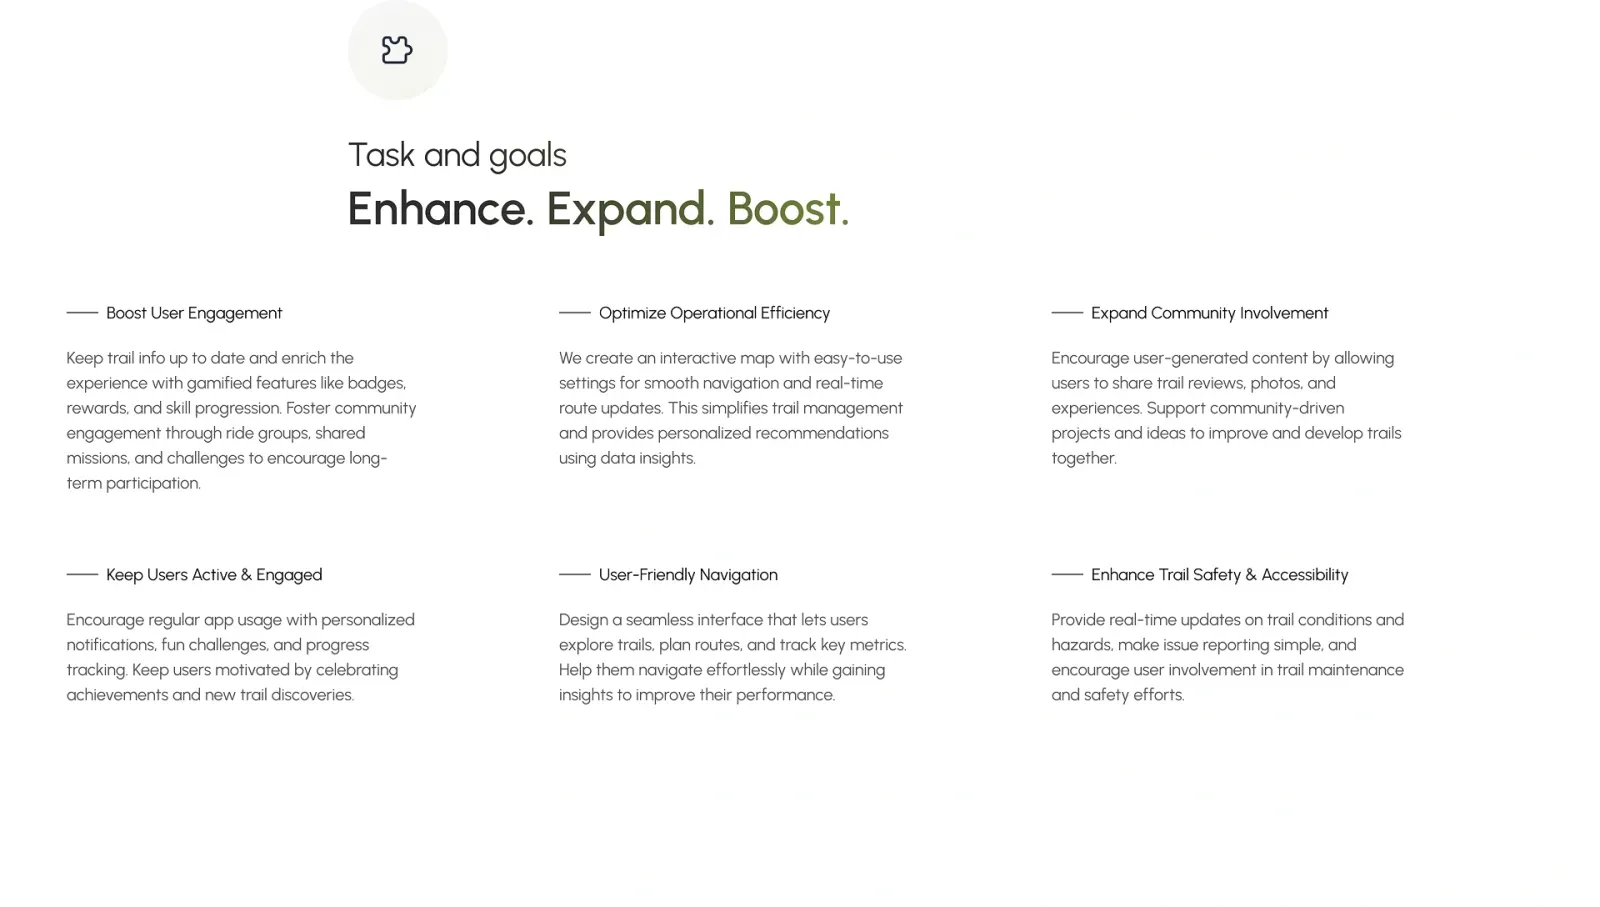 Task and goals
Enhance. Expand. Boost.
Boost User Engagement
Keep trail info up to date and enrich the
experience with gamified features like badges,
rewards, and skill progression. Foster community
engagement through ride groups, shared
missions, and challenges to encourage long-
term participation.
Optimize Operational Efficiency
We create an interactive map with easy-to-use
settings for smooth navigation and real-time
route updates. This simplifies trail management
and provides personalized recommendations
using data insights.
Expand Community Involvement
Encourage user-generated content by allowing
users to share trail reviews, photos, and
experiences. Support community-driven
projects and ideas to improve and develop trails
together.
Keep Users Active & Engaged
Encourage regular app usage with personalized
notifications, fun challenges, and progress
tracking. Keep users motivated by celebrating
achievements and new trail discoveries.
User-Friendly Navigation
Design a seamless interface that lets users
explore trails, plan routes, and track key metrics.
Help them navigate effortlessly while gaining
insights to improve their performance.
Enhance Trail Safety & Accessibility
Provide real-time updates on trail conditions and
hazards, make issue reporting simple, and
encourage user involvement in trail maintenance
and safety efforts.